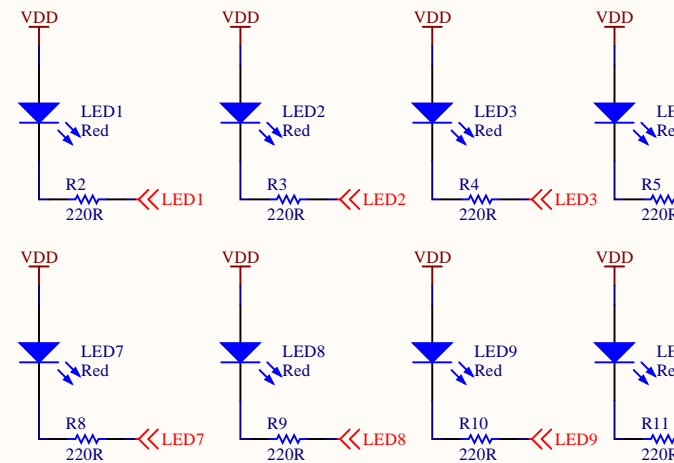 VDD VDD VDD VDD
LED1 LED2 LED3
Red Red Red
R2 R3 R4 R5
LED1 LED2 LED3
220R 220R 220R 220R
VDD VDD VDD VDD
LED7 LED8 LED9
Red Red Red
R8 R9 R10 R11
LED7 LED8 LED9
220R 220R 220R 220R